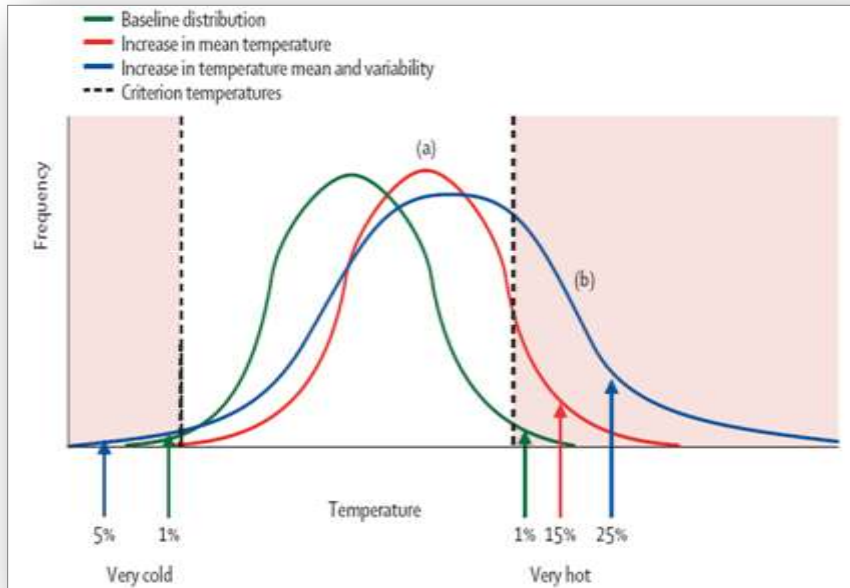 Baseline distribution
Increase in mean temperature
Increase in temperature mean and variability
Criterion temperatures
(a)
Frequency
(b)
Temperature
5% 1% 1% 15% 25%
Very cold Very hot